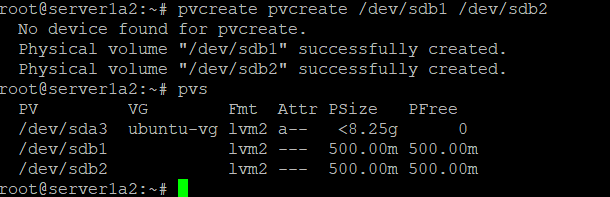 root@server1a2:~# pvcreate pvcreate /dev/sdb1 /dev/sdb2
  No device found for pvcreate.
  Physical volume "/dev/sdb1" successfully created.
  Physical volume "/dev/sdb2" successfully created.
root@server1a2:~# pvs
  PV         VG        Fmt  Attr PSize   PFree
  /dev/sda3  ubuntu-vg lvm2 a--   <8.25g      0
  /dev/sdb1            lvm2 ---  500.00m 500.00m
  /dev/sdb2            lvm2 ---  500.00m 500.00m
root@server1a2:~#